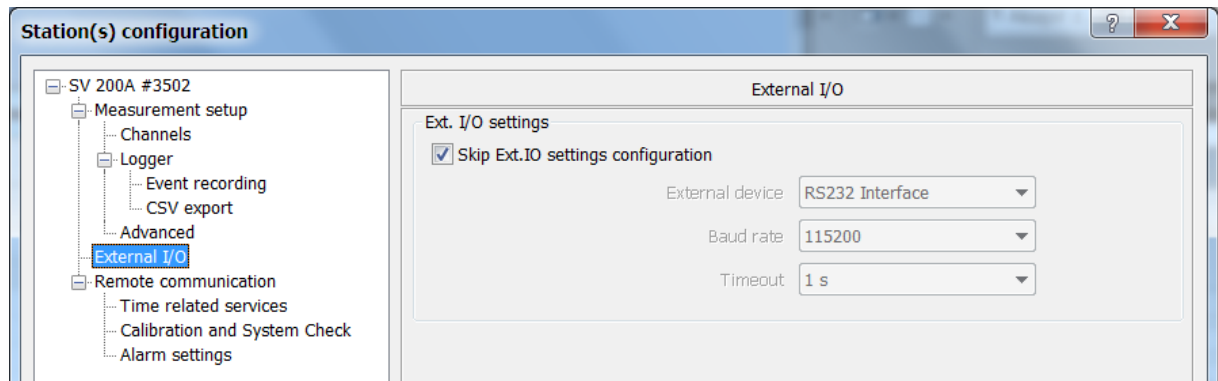 Station(s) configuration
?
SV 200A #3502
Measurement setup
Channels
Logger
Event recording
CSV export
Advanced
External I/O
Remote communication
Time related services
Calibration and System Check
Alarm settings
External I/O
Ext. I/O settings
Skip Ext.IO settings configuration
External device RS232 Interface
Baud rate 115200
Timeout 1 s